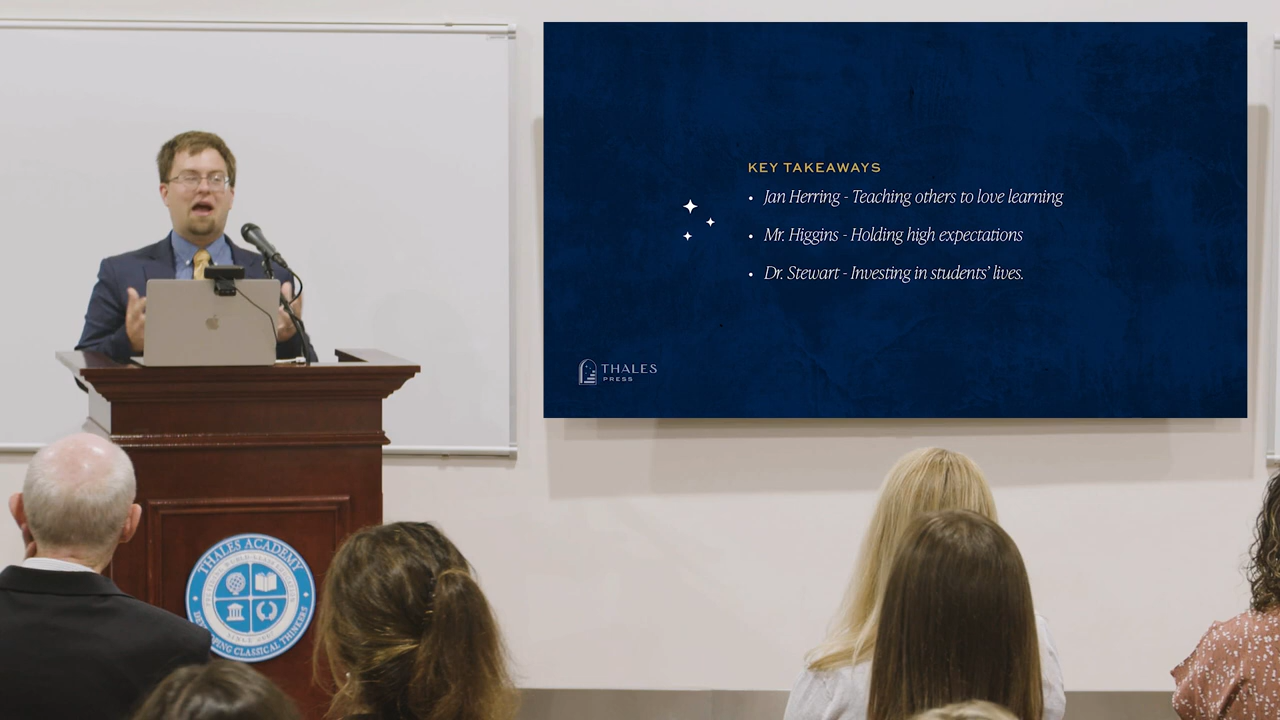 KEY TAKEAWAYS
• Jan Herring - Teaching others to love learning
• Mr. Higgins - Holding high expectations
• Dr. Stewart - Investing in students' lives.
THALES
PRESS
THALES ACADEMY
DEVELOPING CLASSICAL THINKERS